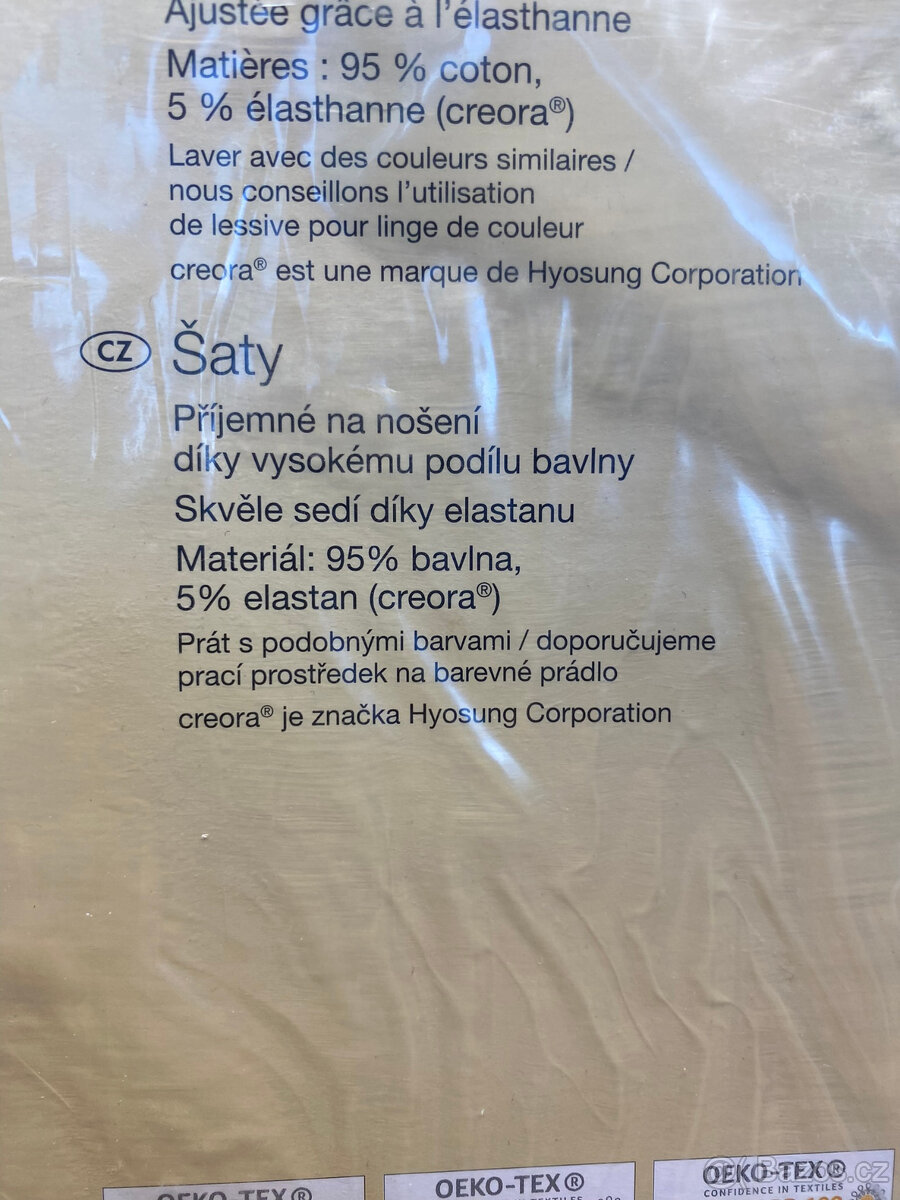 Ajustée grâce à l'élasthanne
Matières : 95 % coton,
5 % élasthanne (creora®)
Laver avec des couleurs similaires /
nous conseillons l'utilisation
de lessive pour linge de couleur
creora® est une marque de Hyosung Corporation
CZ Šaty
Příjemné na nošení
díky vysokému podílu bavlny
Skvěle sedí díky elastanu
Materiál: 95% bavlna,
5% elastan (creora®)
Prát s podobnými barvami / doporučujeme
prací prostředek na barevné prádlo
creora® je značka Hyosung Corporation
OEKO-TEX® OEKO-TEX® OEKO-TEX®
CONFIDENCE IN TEXTILES